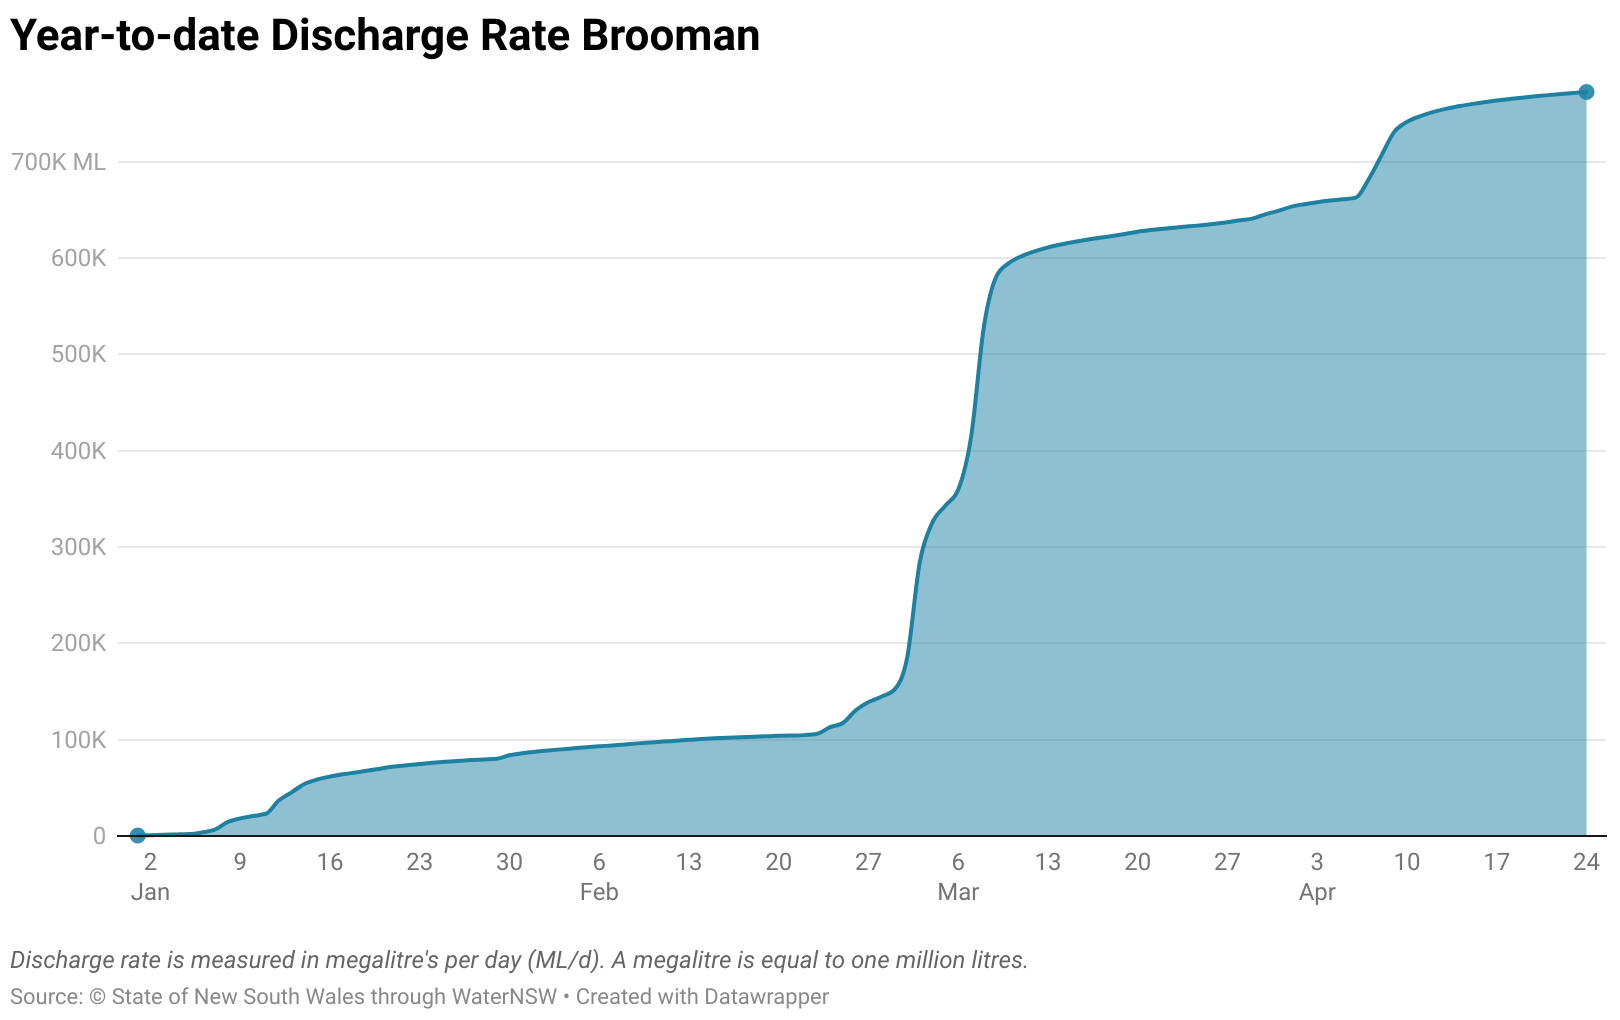 Year-to-date Discharge Rate Brooman
700K ML
600K
500K
400K
300K
200K
100K
0
2 9 16 23 30 6 13 20 27 6 13 20 27 3 10 17 24
Jan Feb Mar Apr
Discharge rate is measured in megalitre's per day (ML/d). A megalitre is equal to one million litres.
Source: © State of New South Wales through WaterNSW • Created with Datawrapper